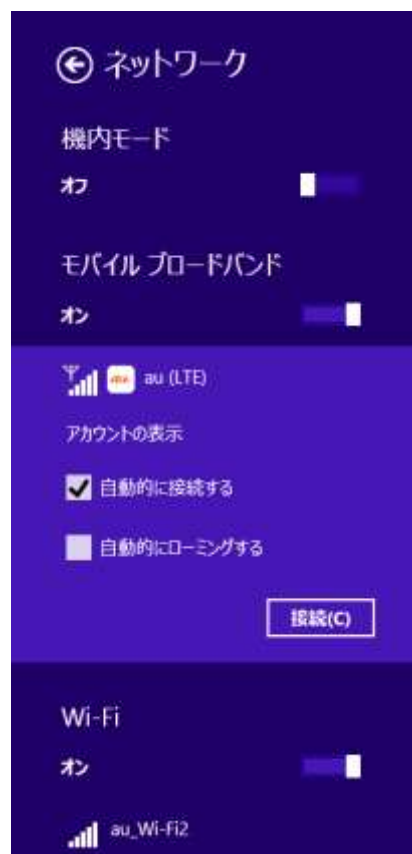 ネットワーク
機内モード
オフ
モバイル ブロードバンド
オン
au (LTE)
アカウントの表示
自動的に接続する
自動的にローミングする
接続(C)
Wi-Fi
オン
au_Wi-Fi2